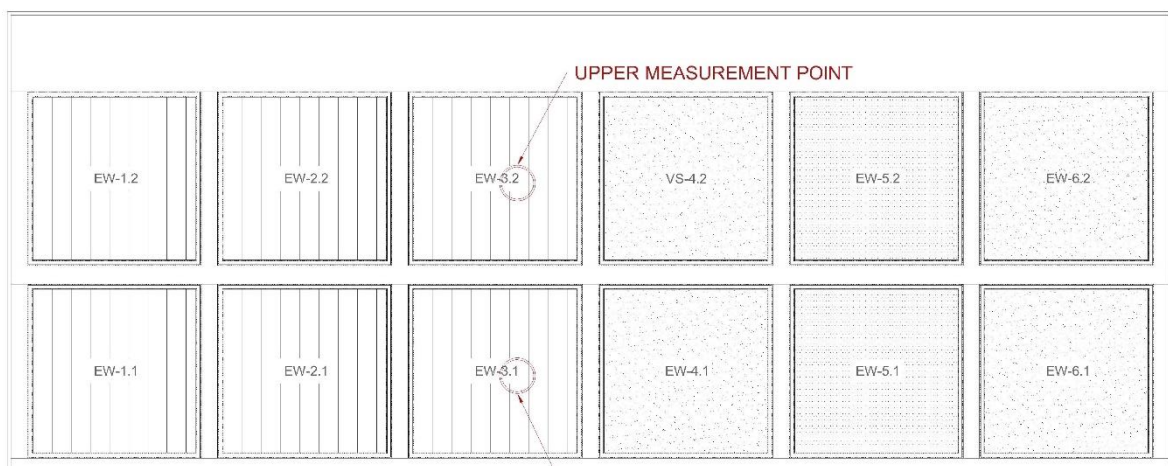 UPPER MEASUREMENT POINT
EW-1.2
EW-2.2
EW-3.2
VS-4.2
EW-5.2
EW-6.2
EW-1.1
EW-2.1
EW-3.1
EW-4.1
EW-5.1
EW-6.1